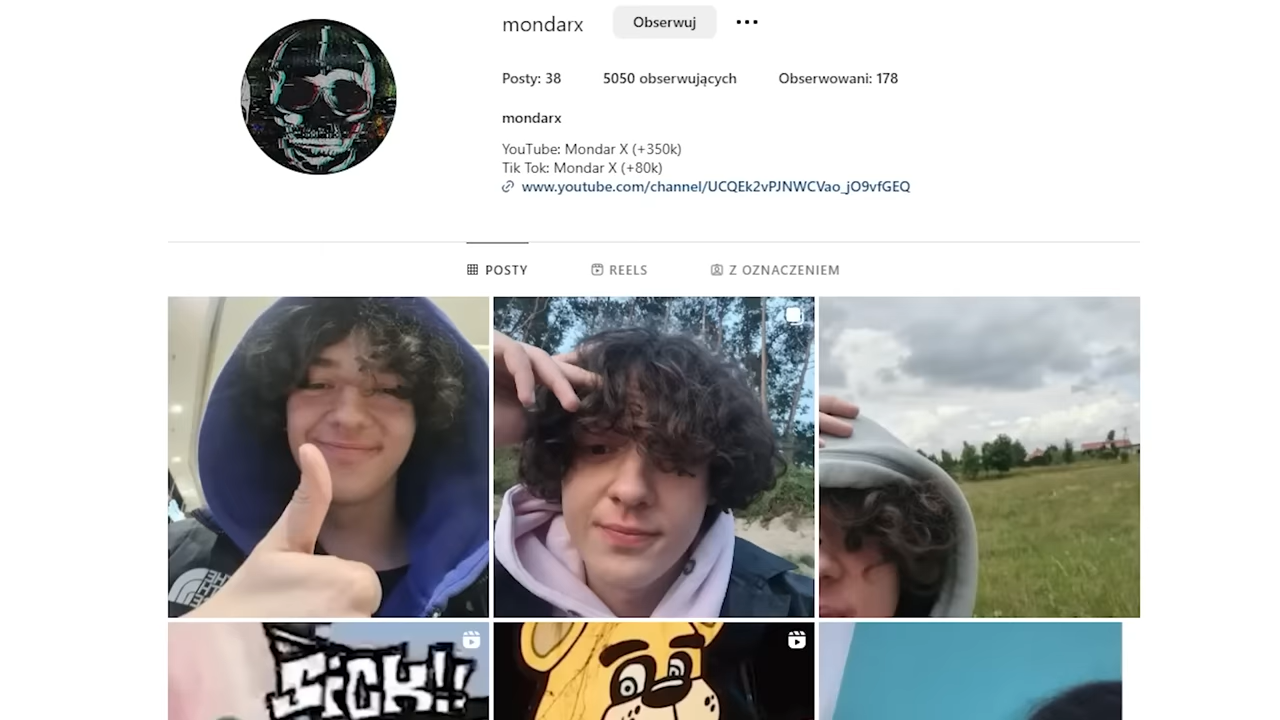 mondarx Obserwuj
Posty: 38 5050 obserwujących Obserwowani: 178
mondarx
YouTube: Mondar X (+350k)
Tik Tok: Mondar X (+80k)
www.youtube.com/channel/UCQEk2vPJNWCVao_jO9vfGEQ
POSTY REELS Z OZNACZENIEM
SiCK!!